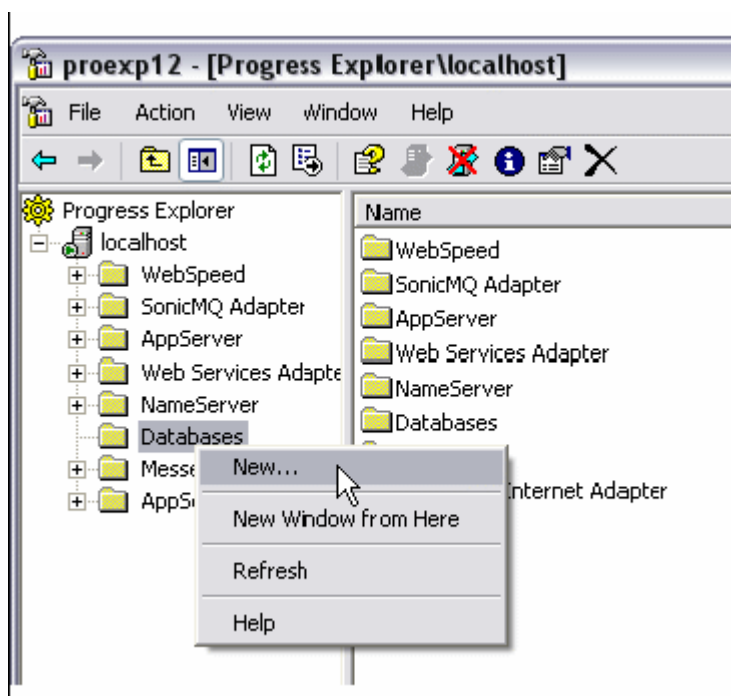 proexp12 - [Progress Explorer\localhost]
File Action View Window Help
Progress Explorer
localhost
WebSpeed
SonicMQ Adapter
AppServer
Web Services Adapte
NameServer
Databases
Messe
AppS
Name
WebSpeed
SonicMQ Adapter
AppServer
Web Services Adapter
NameServer
Databases
Internet Adapter
New...
New Window from Here
Refresh
Help